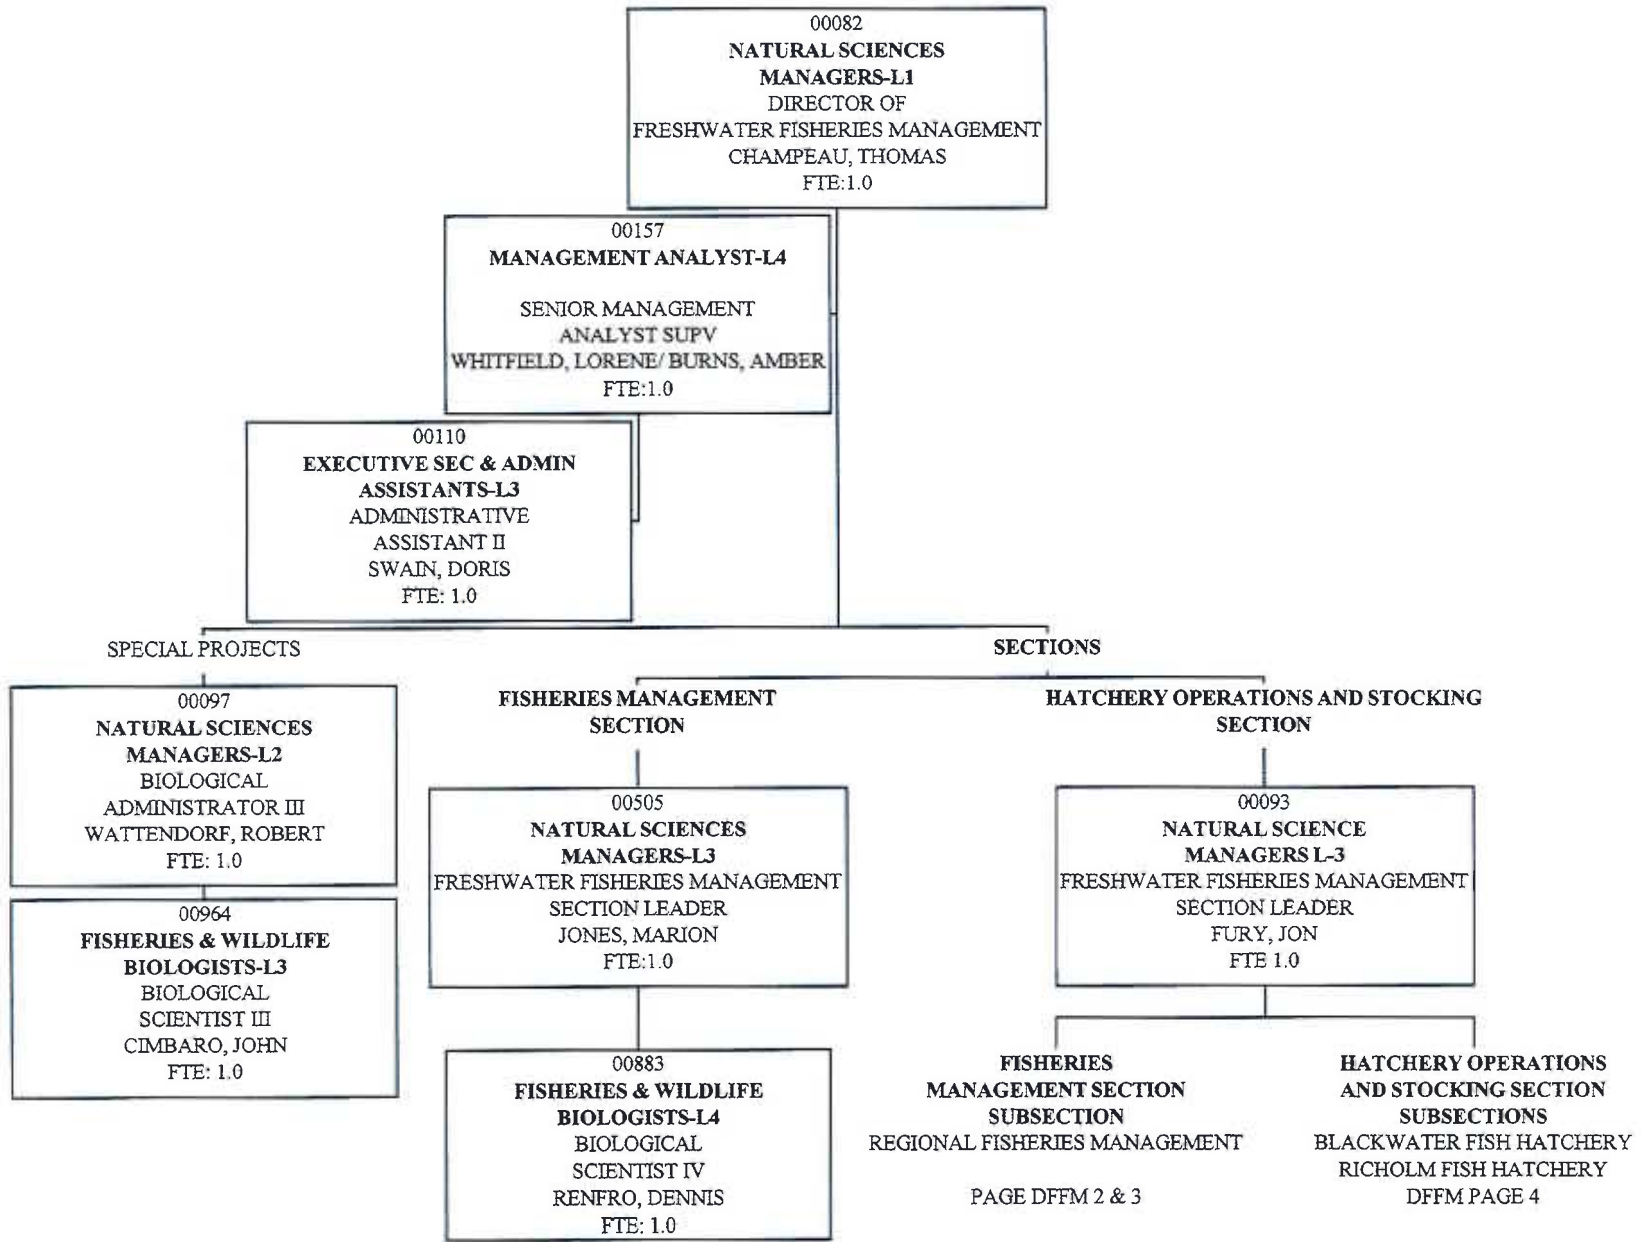 00082
NATURAL SCIENCES
MANAGERS-L1
DIRECTOR OF
FRESHWATER FISHERIES MANAGEMENT
CHAMPEAU, THOMAS
FTE:1.0
00157
MANAGEMENT ANALYST-L4
SENIOR MANAGEMENT
ANALYST SUPV
WHITFIELD, LORENE/ BURNS, AMBER
FTE:1.0
00110
EXECUTIVE SEC & ADMIN
ASSISTANTS-L3
ADMINISTRATIVE
ASSISTANT II
SWAIN, DORIS
FTE: 1.0
SPECIAL PROJECTS
SECTIONS
00097
NATURAL SCIENCES
MANAGERS-L2
BIOLOGICAL
ADMINISTRATOR III
WATTENDORF, ROBERT
FTE: 1.0
00964
FISHERIES & WILDLIFE
BIOLOGISTS-L3
BIOLOGICAL
SCIENTIST III
CIMBARO, JOHN
FTE: 1.0
FISHERIES MANAGEMENT
SECTION
00505
NATURAL SCIENCES
MANAGERS-L3
FRESHWATER FISHERIES MANAGEMENT
SECTION LEADER
JONES, MARION
FTE:1.0
00883
FISHERIES & WILDLIFE
BIOLOGISTS-L4
BIOLOGICAL
SCIENTIST IV
RENFRO, DENNIS
FTE: 1.0
HATCHERY OPERATIONS AND STOCKING
SECTION
00093
NATURAL SCIENCE
MANAGERS L-3
FRESHWATER FISHERIES MANAGEMENT
SECTION LEADER
FURY, JON
FTE 1.0
FISHERIES
MANAGEMENT SECTION
SUBSECTION
REGIONAL FISHERIES MANAGEMENT
PAGE DFFM 2 & 3
HATCHERY OPERATIONS
AND STOCKING SECTION
SUBSECTIONS
BLACKWATER FISH HATCHERY
RICHOLM FISH HATCHERY
DFFM PAGE 4